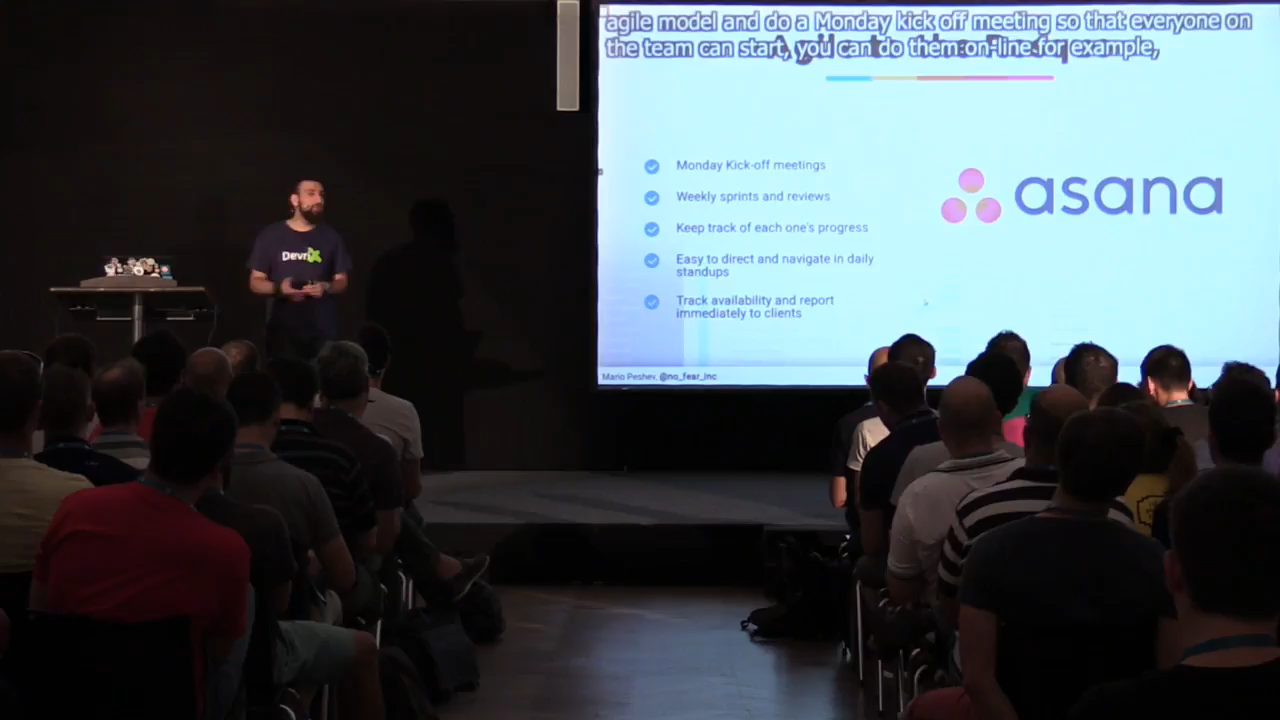 agile model and do a Monday kick off meeting so that everyone on
the team can start, you can do them on-line for example,
Monday Kick-off meetings
Weekly sprints and reviews
Keep track of each one's progress
Easy to direct and navigate in daily
standups
Track availability and report
immediately to clients
asana
Mario Peshev, @no_fear_inc
DevriX